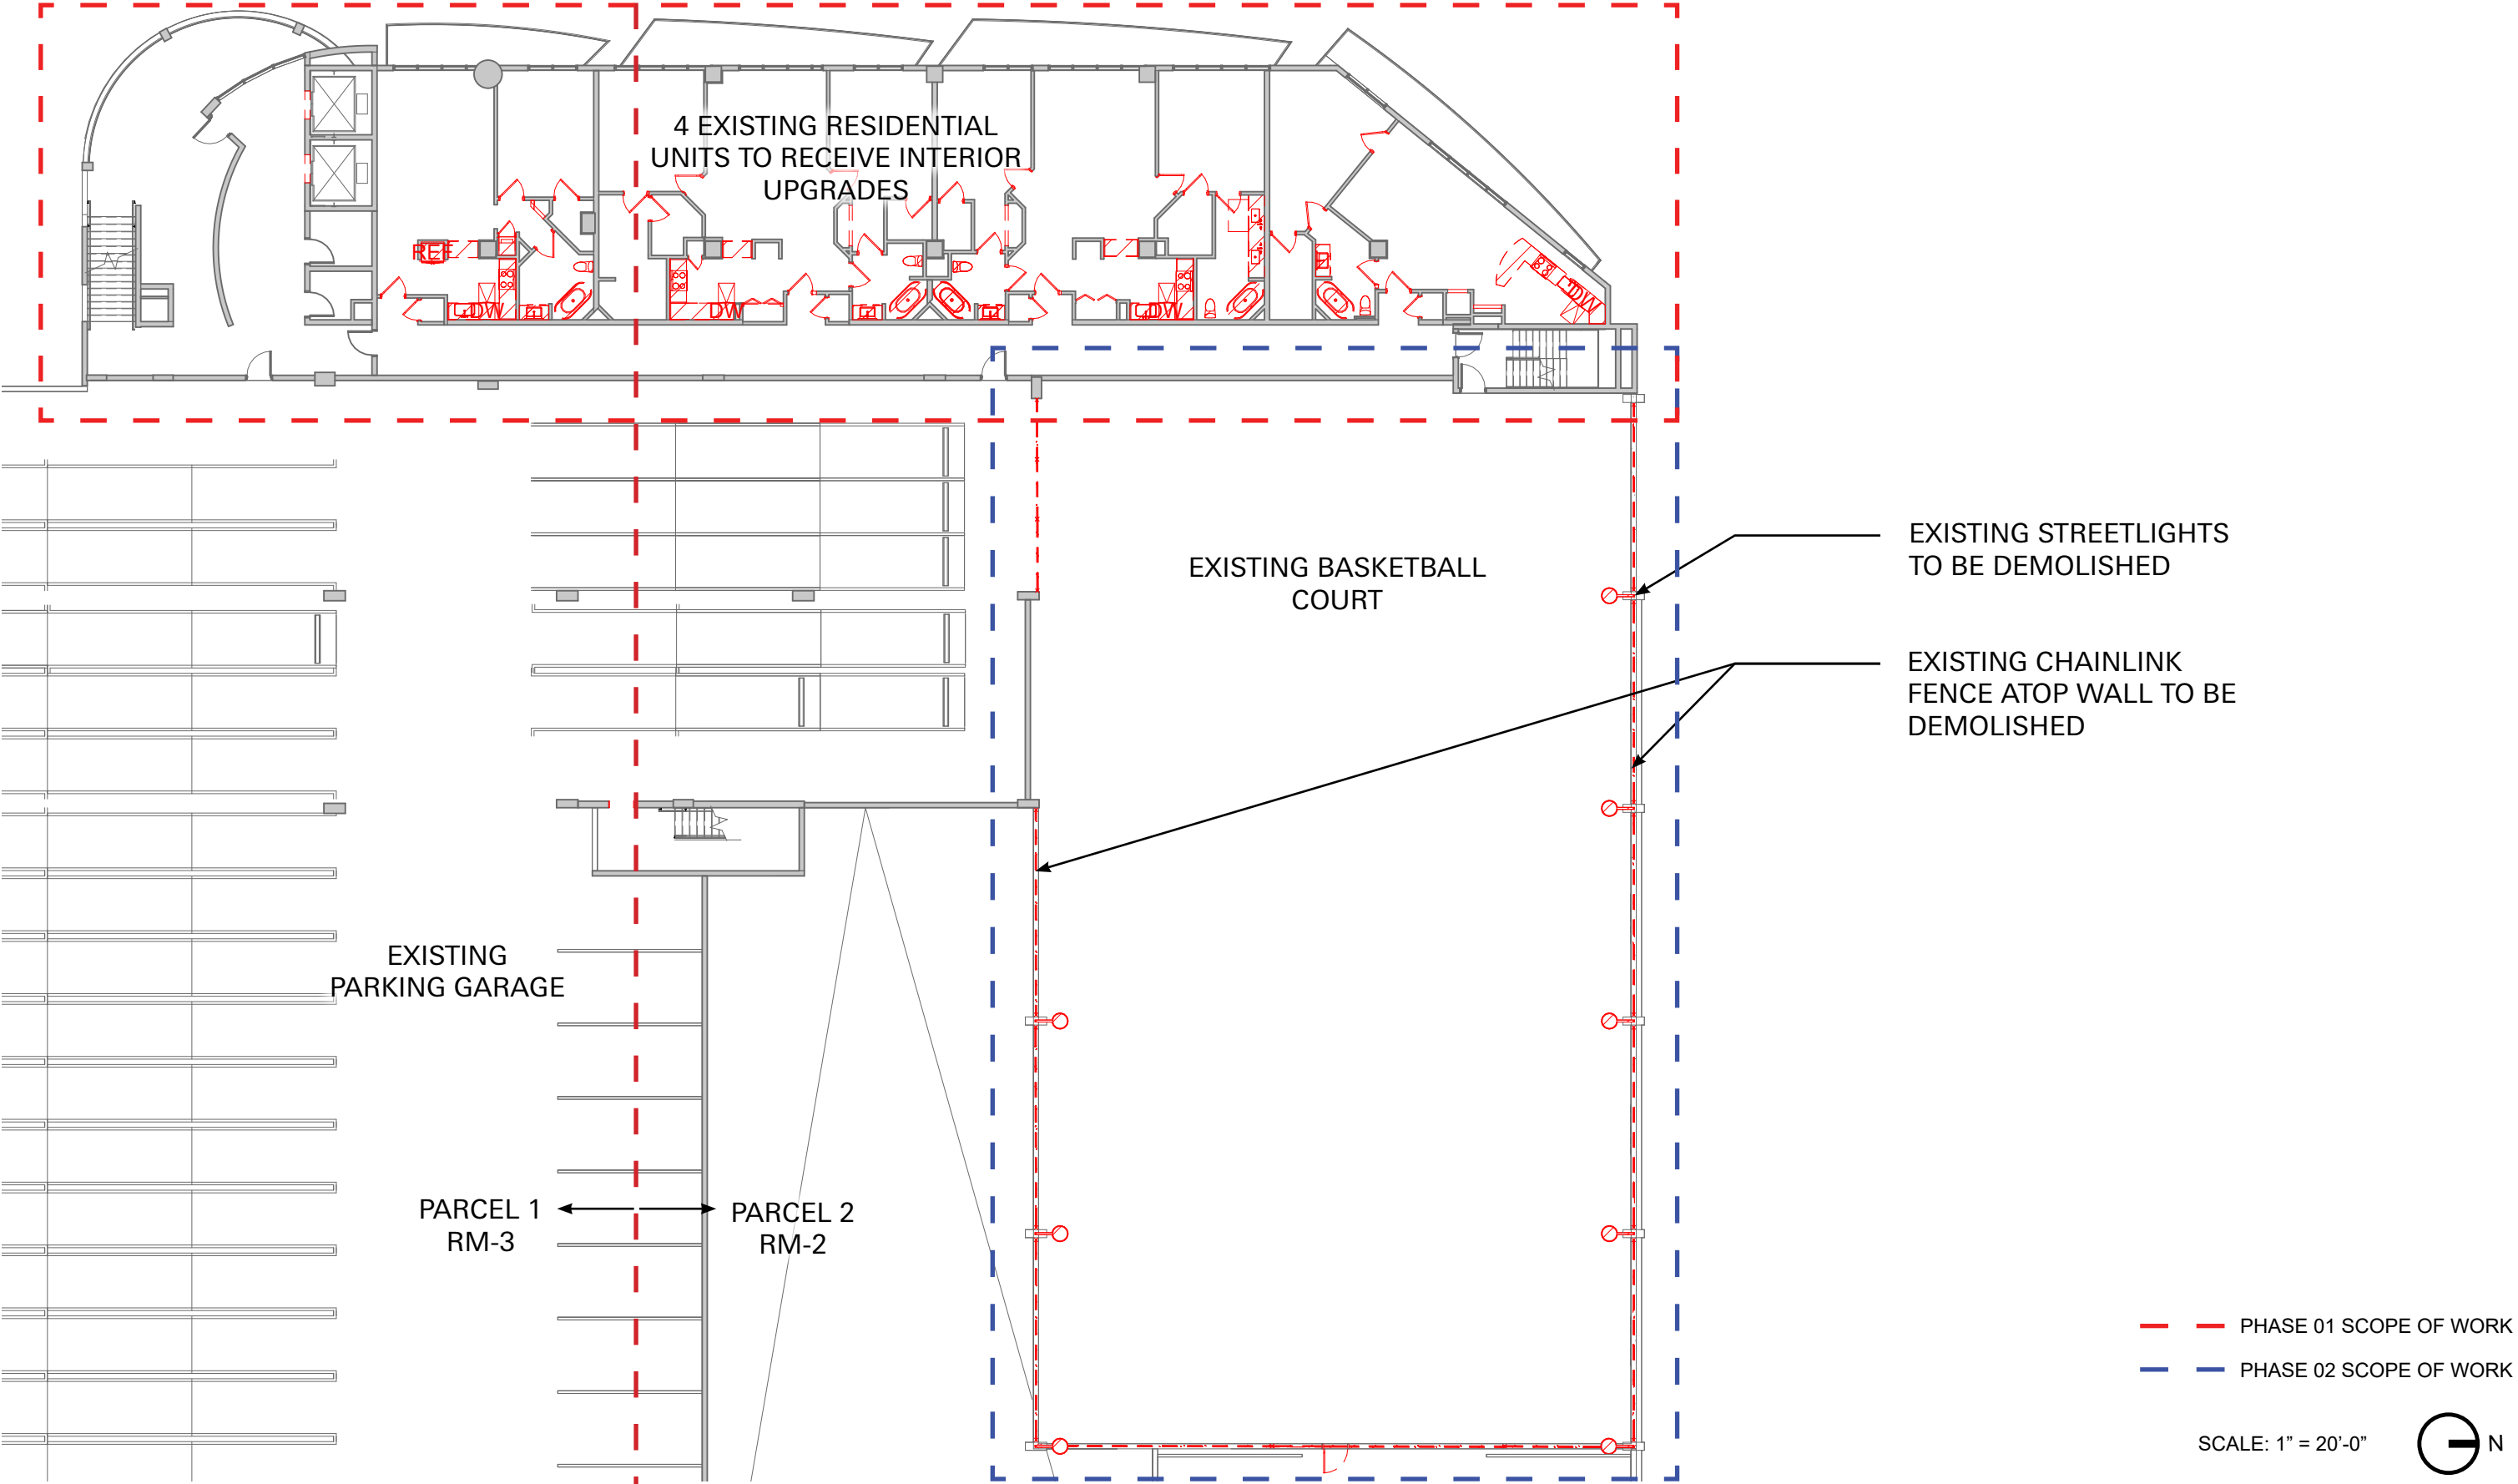 4 EXISTING RESIDENTIAL
UNITS TO RECEIVE INTERIOR
UPGRADES
REF
DW
DW
DW
DW
EXISTING BASKETBALL
COURT
EXISTING STREETLIGHTS
TO BE DEMOLISHED
EXISTING CHAINLINK
FENCE ATOP WALL TO BE
DEMOLISHED
EXISTING
PARKING GARAGE
PARCEL 1
RM-3
PARCEL 2
RM-2
PHASE 01 SCOPE OF WORK
PHASE 02 SCOPE OF WORK
SCALE: 1” = 20’-0”
N